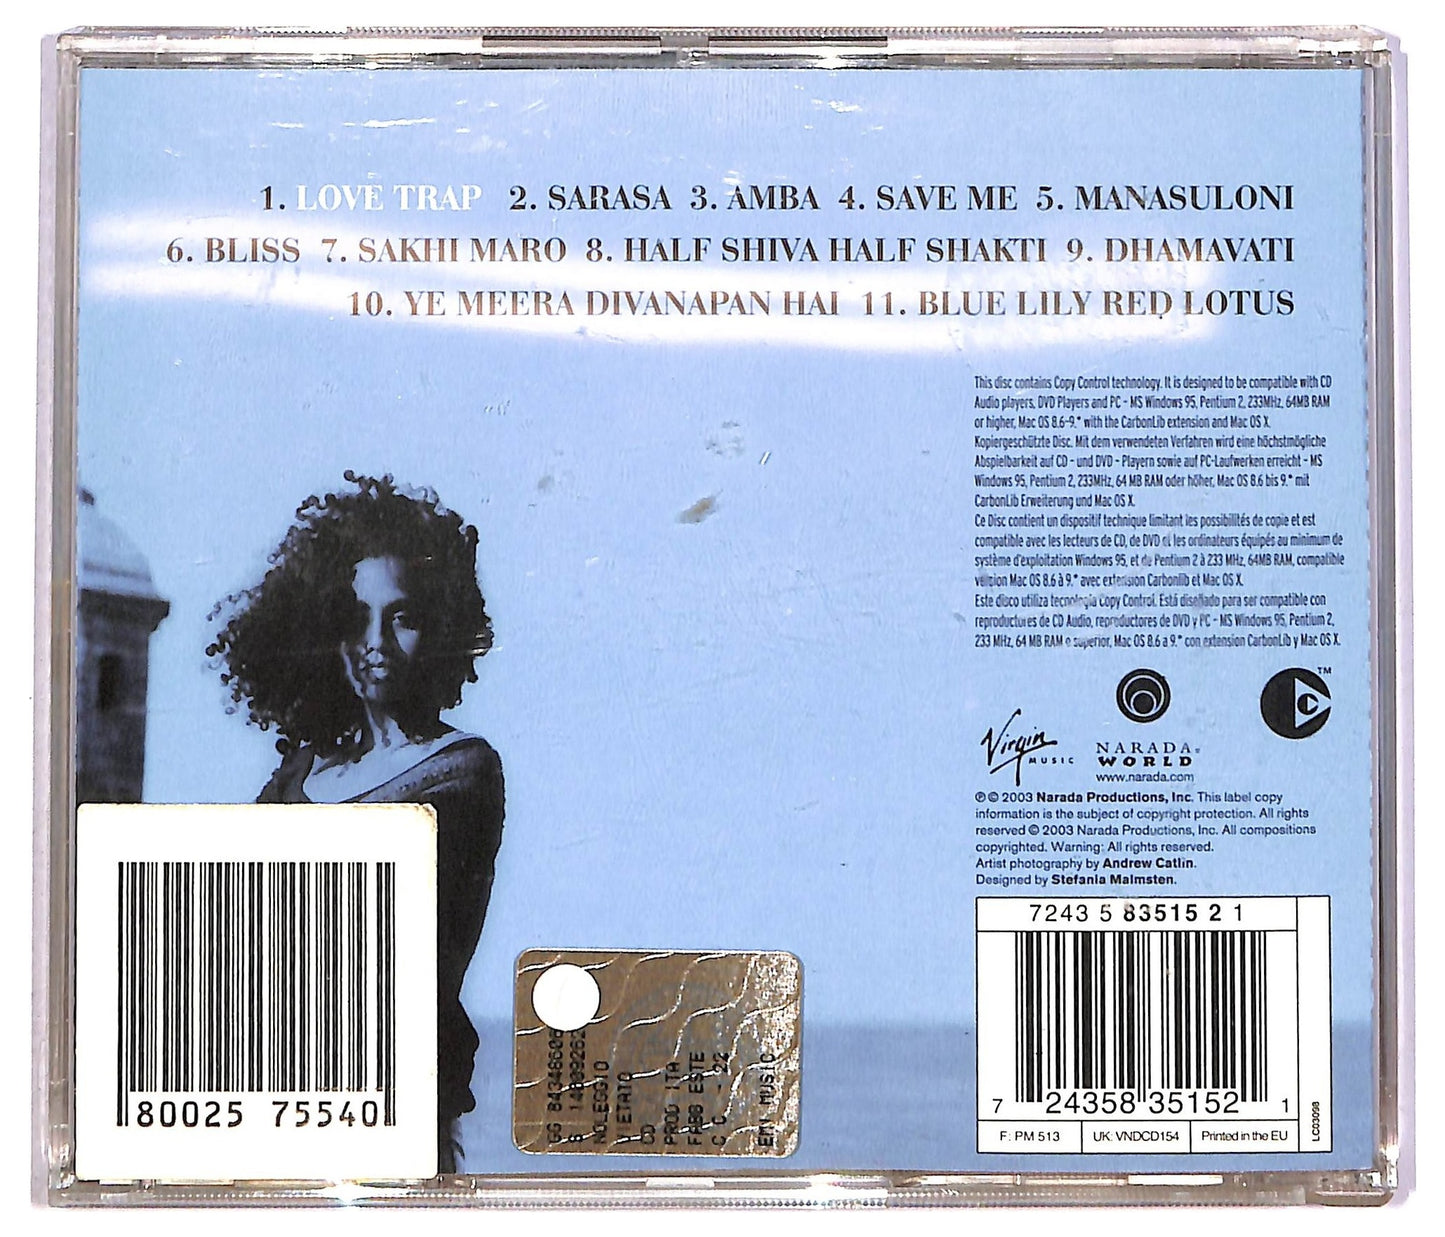 1. LOVE TRAP 2. SARASA 3. AMBA 4. SAVE ME 5. MANASULONI
6. BLISS 7. SAKHI MARO 8. HALF SHIVA HALF SHAKTI 9. DHAMAVATI
10. YE MEERA DIVANAPAN HAI 11. BLUE LILY RED LOTUS
This disc contains Copy Control technology. It is designed to be compatible with CD
Audio players, DVD Players and PC - MS Windows 95, Pentium 2, 233MHz, 64MB RAM
or higher, Mac OS 8.6-9.* with the CarbonLib extension and Mac OS X.
Kopiergeschützte Disc. Mit dem verwendeten Verfahren wird eine höchstmögliche
Abspielbarkeit auf CD - und DVD - Playern sowie auf PC-Laufwerken erreicht - MS
Windows 95, Pentium 2, 233MHz, 64 MB RAM oder höher, Mac OS 8.6 bis 9.* mit
CarbonLib Erweiterung und Mac OS X.
Ce Disc contient un dispositif technique limitant les possibilités de copie et est
compatible avec les lecteurs de CD, de DVD et les ordinateurs équipés au minimum de
système d'exploitation Windows 95, et de Pentium 2 à 233 MHz, 64MB RAM, compatible
version Mac OS 8.6 à 9.* avec extension Carbonlib et Mac OS X.
Este disco utiliza tecnología Copy Control. Está diseñado para ser compatible con
reproductores de CD Audio, reproductores de DVD y PC - MS Windows 95, Pentium 2,
233 MHz, 64 MB RAM o superior, Mac OS 8.6 a 9.* con extension CarbonLib y Mac OS X.
TM
Virgin
MUSIC
NARADA®
WORLD
www.narada.com
℗© 2003 Narada Productions, Inc. This label copy
information is the subject of copyright protection. All rights
reserved © 2003 Narada Productions, Inc. All compositions
copyrighted. Warning: All rights reserved.
Artist photography by Andrew Catlin.
Designed by Stefania Malmsten.
7243 5 83515 2 1
7 24358 35152 1
F: PM 513 UK: VNDCD154 Printed in the EU
LC03098
80025 75540
NOLEGGIO
VIETATO
CD
PROD ITA
FABB ESTE
C C - 22
EMI MUSIC